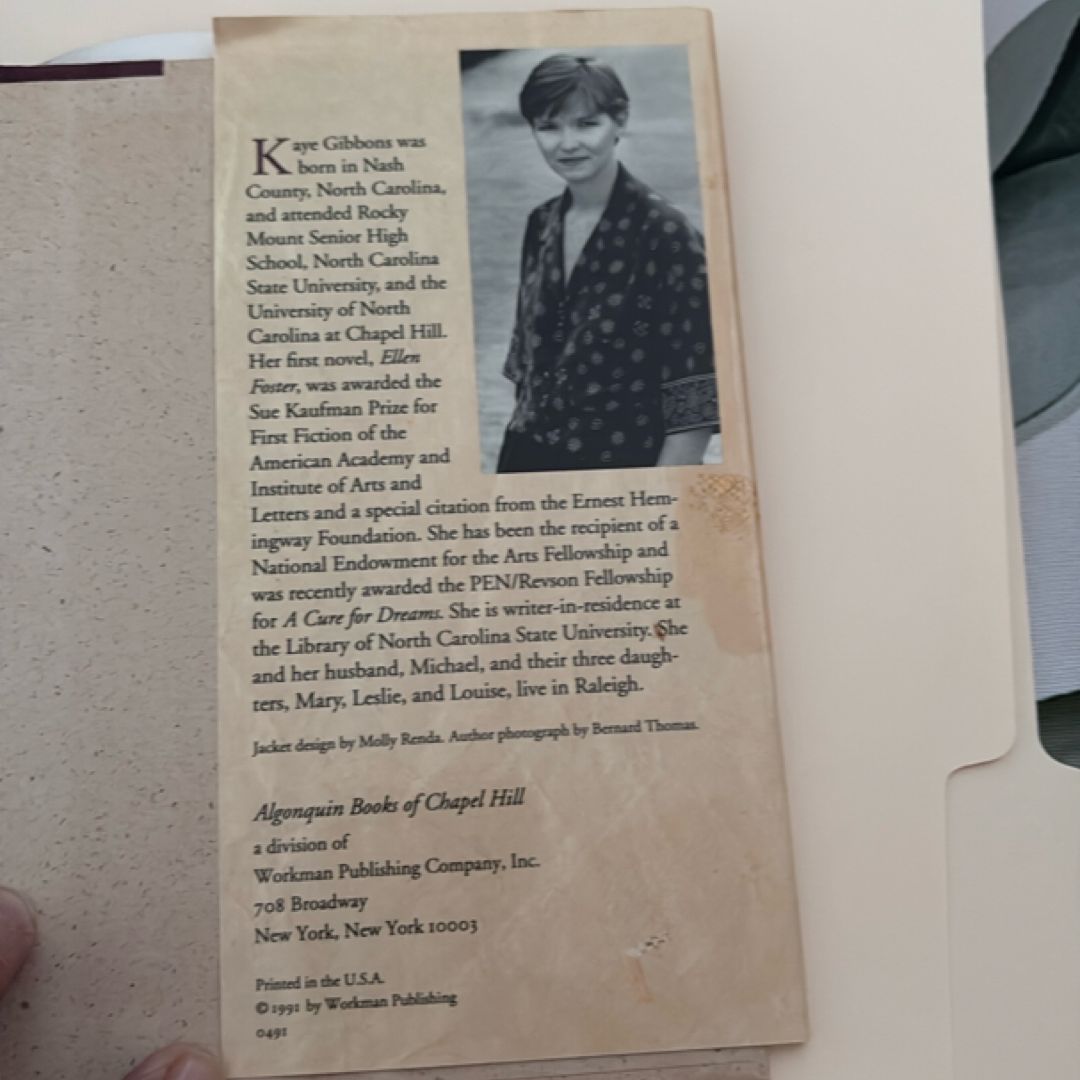 Kaye Gibbons was
born in Nash
County, North Carolina,
and attended Rocky
Mount Senior High
School, North Carolina
State University, and the
University of North
Carolina at Chapel Hill.
Her first novel, Ellen
Foster, was awarded the
Sue Kaufman Prize for
First Fiction of the
American Academy and
Institute of Arts and
Letters and a special citation from the Ernest Hem-
ingway Foundation. She has been the recipient of a
National Endowment for the Arts Fellowship and
was recently awarded the PEN/Revson Fellowship
for A Cure for Dreams. She is writer-in-residence at
the Library of North Carolina State University. She
and her husband, Michael, and their three daugh-
ters, Mary, Leslie, and Louise, live in Raleigh.
Jacket design by Molly Renda. Author photograph by Bernard Thomas.
Algonquin Books of Chapel Hill
a division of
Workman Publishing Company, Inc.
708 Broadway
New York, New York 10003
Printed in the U.S.A.
© 1991 by Workman Publishing
0491